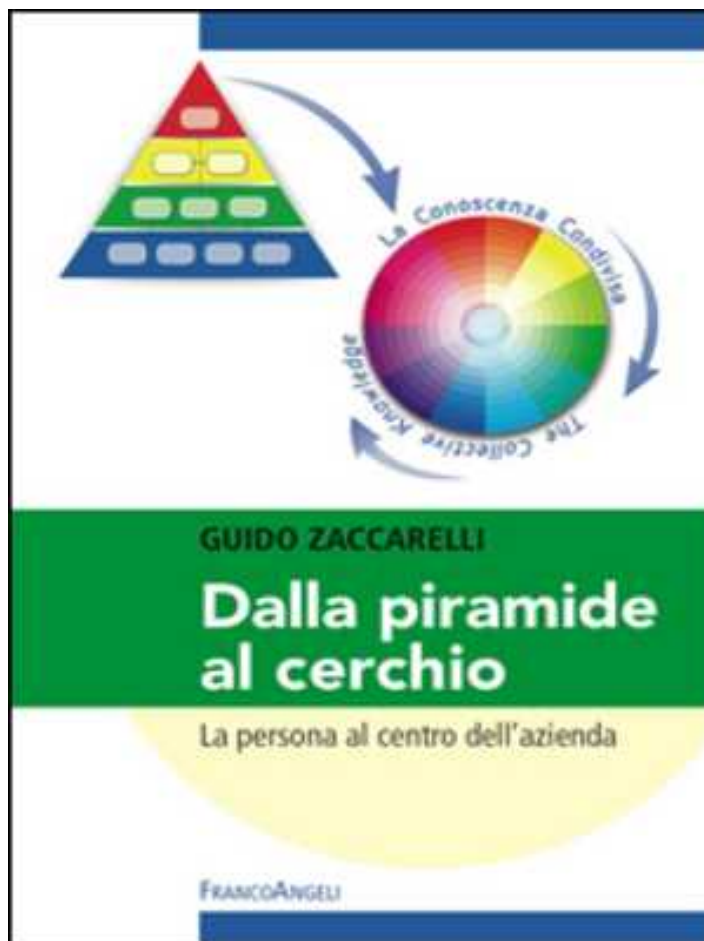 La Conoscenza Condivisa
The Collective Knowledge
GUIDO ZACCARELLI
Dalla piramide
al cerchio
La persona al centro dell'azienda
FRANCOANGELI